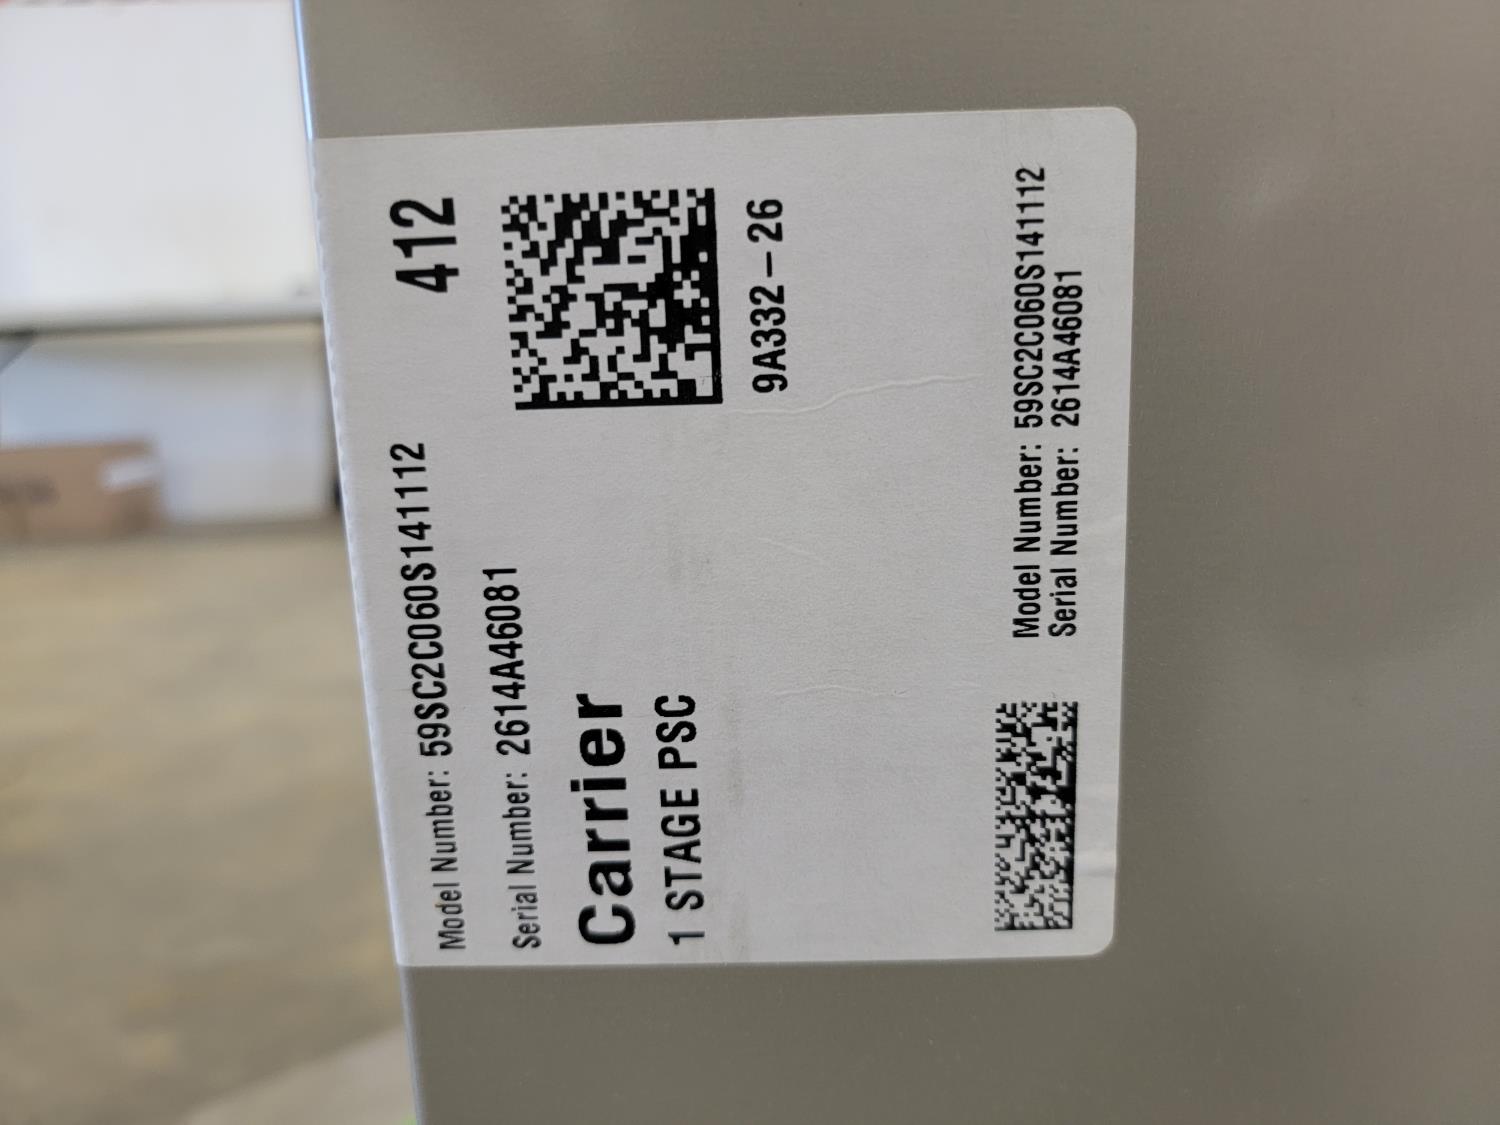 Model Number: 59SC2C060S141112 412
Serial Number: 2614A46081
Carrier
1 STAGE PSC
9A332-26
Model Number: 59SC2C060S141112
Serial Number: 2614A46081